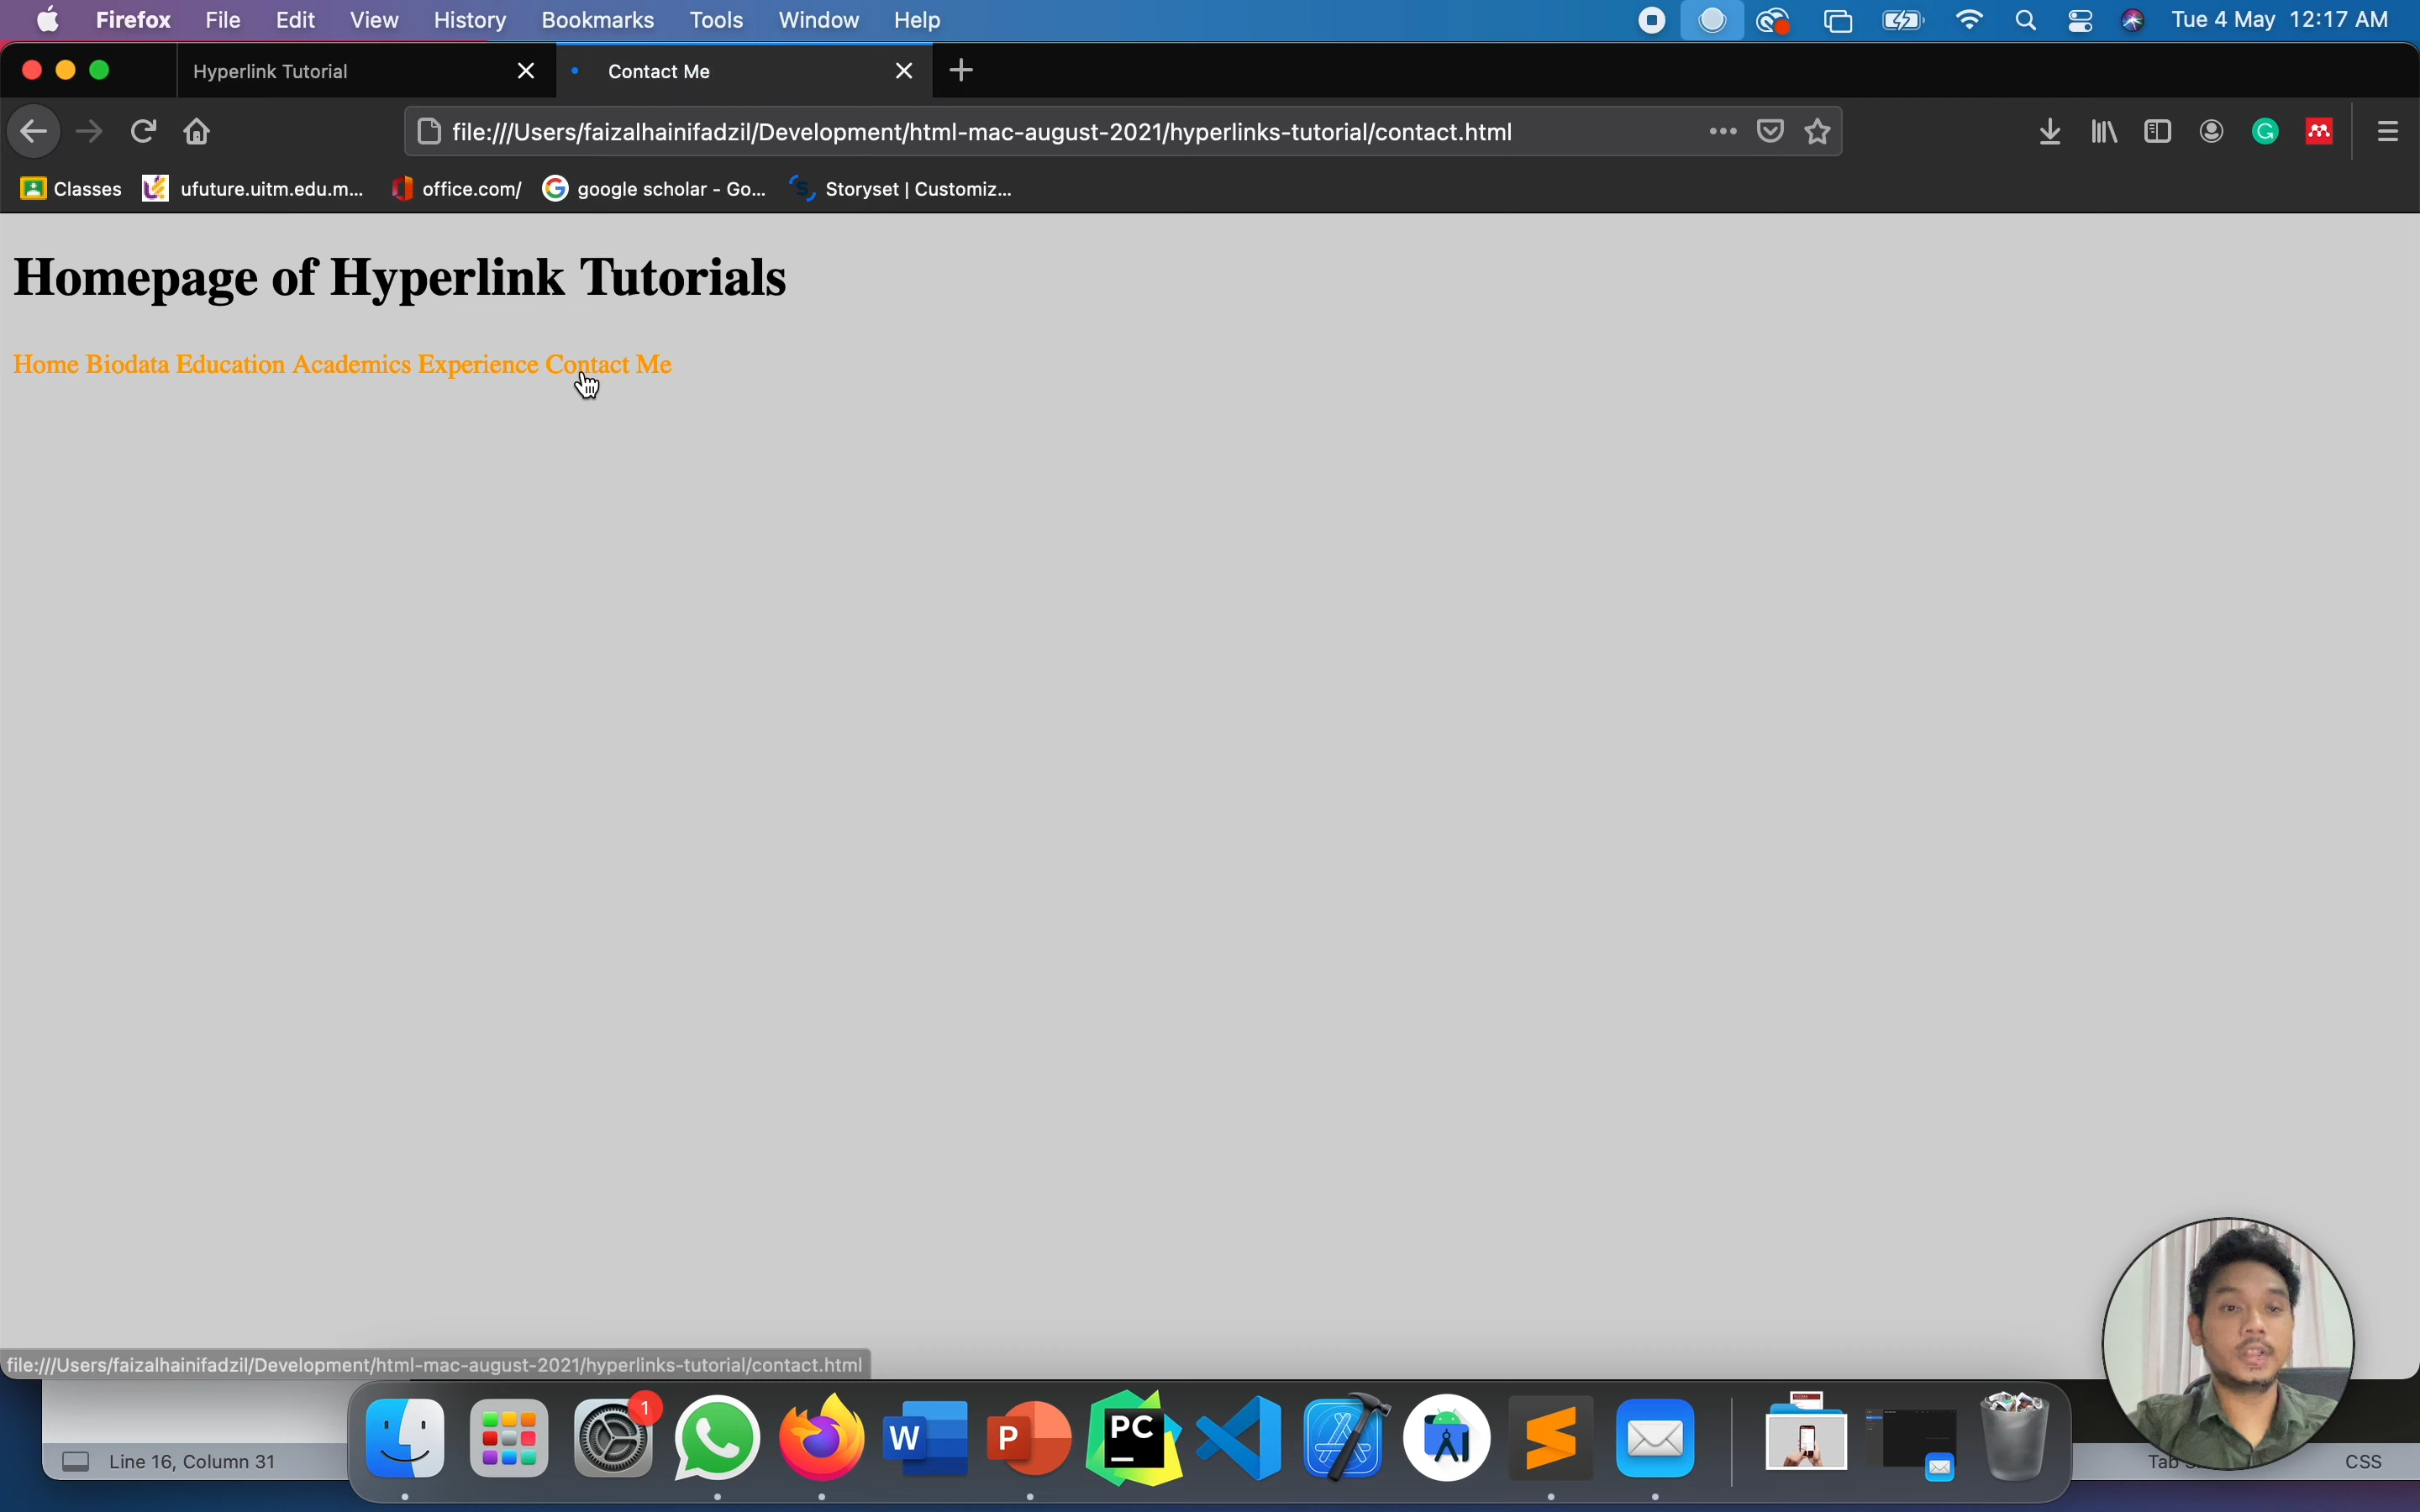 Firefox File Edit View History Bookmarks Tools Window Help Tue 4 May 12:17 AM
Hyperlink Tutorial Contact Me
file:///Users/faizalhainifadzil/Development/html-mac-august-2021/hyperlinks-tutorial/contact.html
Classes ufuture.uitm.edu.m... office.com/ google scholar - Go... Storyset | Customiz...
Homepage of Hyperlink Tutorials
Home Biodata Education Academics Experience Contact Me
file:///Users/faizalhainifadzil/Development/html-mac-august-2021/hyperlinks-tutorial/contact.html
1
W P PC
Line 16, Column 31 Tab CSS